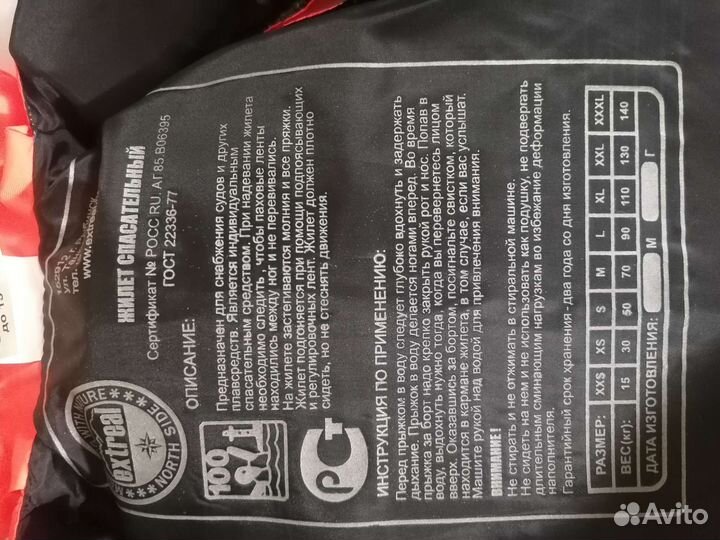 www.extreal
ЖИЛЕТ СПАСАТЕЛЬНЫЙ
Сертификат № РОСС RU. АГ85.B06395
ГОСТ 22336-77
WITH NATURE
extreal
NORTH SIDE
ОПИСАНИЕ:
Предназначен для снабжения судов и других
плавсредств. Является индивидуальным
спасательным средством. При надевании жилета
необходимо следить , чтобы паховые ленты
находились между ног и не перевивались.
На жилете застегиваются молния и все пряжки.
Жилет подгоняется при помощи подпоясывающих
и регулировочных лент. Жилет должен плотно
сидеть, но не стеснять движения.
100
РСТ
ИНСТРУКЦИЯ ПО ПРИМЕНЕНИЮ:
Перед прыжком в воду следует глубоко вдохнуть и задержать
дыхание. Прыжок в воду делается ногами вперед. Во время
прыжка за борт надо крепко закрыть рукой рот и нос. Попав в
воду, выдохнуть нужно тогда, когда вы перевернетесь лицом
вверх. Оказавшись за бортом, посигнальте свистком, который
находится в кармане жилета, в том случае, если вас услышат.
Машите рукой над водой для привлечения внимания.
ВНИМАНИЕ!
Не стирать и не отжимать в стиральной машине.
Не сидеть на нем и не использовать как подушку, не подвергать
длительным сминающим нагрузкам во избежание деформации
наполнителя.
Гарантийный срок хранения - два года со дня изготовления.
РАЗМЕР: XXS XS S M L XL XXL XXXL
ВЕС(кг): 15 30 50 70 90 110 130 140
ДАТА ИЗГОТОВЛЕНИЯ: М Г
Avito